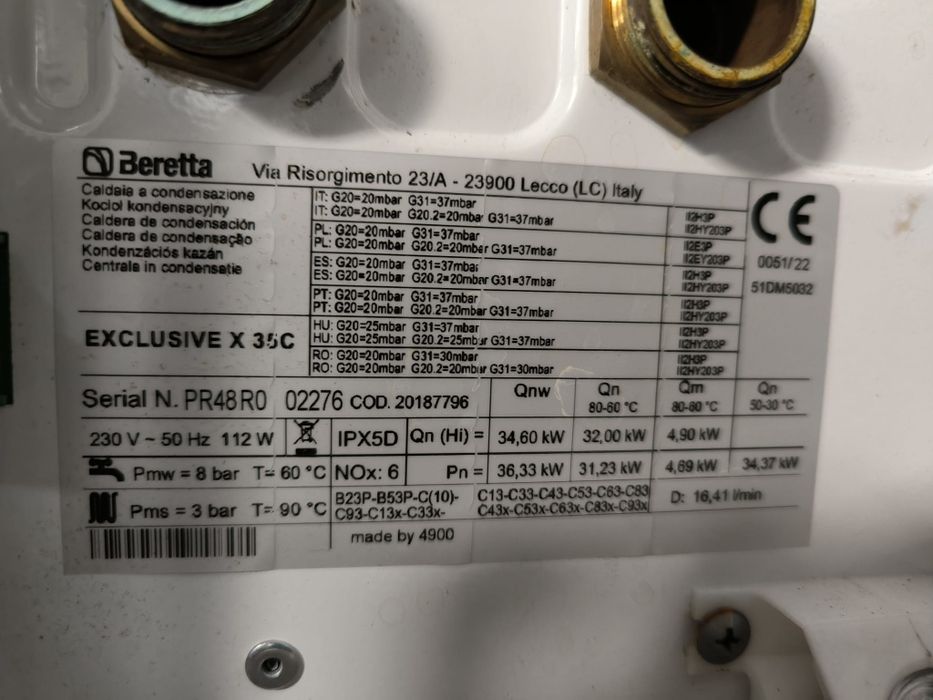 Beretta Via Risorgimento 23/A - 23900 Lecco (LC) Italy
Caldaia a condensazione
Kocioł kondensacyjny
Caldera de condensación
Caldera de condensação
Kondenzációs kazán
Centrale in condensatie
IT: G20=20mbar G31=37mbar II2H3P
IT: G20=20mbar G20.2=20mbar G31=37mbar II2HY203P
PL: G20=20mbar G31=37mbar II2E3P
PL: G20=20mbar G20.2=20mbar G31=37mbar II2EY203P
ES: G20=20mbar G31=37mbar II2H3P
ES: G20=20mbar G20.2=20mbar G31=37mbar II2HY203P
PT: G20=20mbar G31=37mbar II2H3P
PT: G20=20mbar G20.2=20mbar G31=37mbar II2HY203P
HU: G20=25mbar G31=37mbar II2H3P
HU: G20=25mbar G20.2=25mbar G31=37mbar II2HY203P
RO: G20=20mbar G31=30mbar II2H3P
RO: G20=20mbar G20.2=20mbar G31=30mbar II2HY203P
CE
0051/22
51DM5032
EXCLUSIVE X 35C
Serial N. PR48R0 02276 COD. 20187796
Qnw Qn Qm Qn
80-60 °C 80-60 °C 50-30 °C
230 V ~ 50 Hz 112 W IPX5D Qn (Hi) = 34,60 kW 32,00 kW 4,90 kW
Pmw = 8 bar T= 60 °C NOx: 6 Pn = 36,33 kW 31,23 kW 4,69 kW 34,37 kW
Pms = 3 bar T= 90 °C B23P-B53P-C(10)- C13-C33-C43-C53-C63-C83 D: 16,41 l/min
C93-C13x-C33x- C43x-C53x-C63x-C83x-C93x
made by 4900